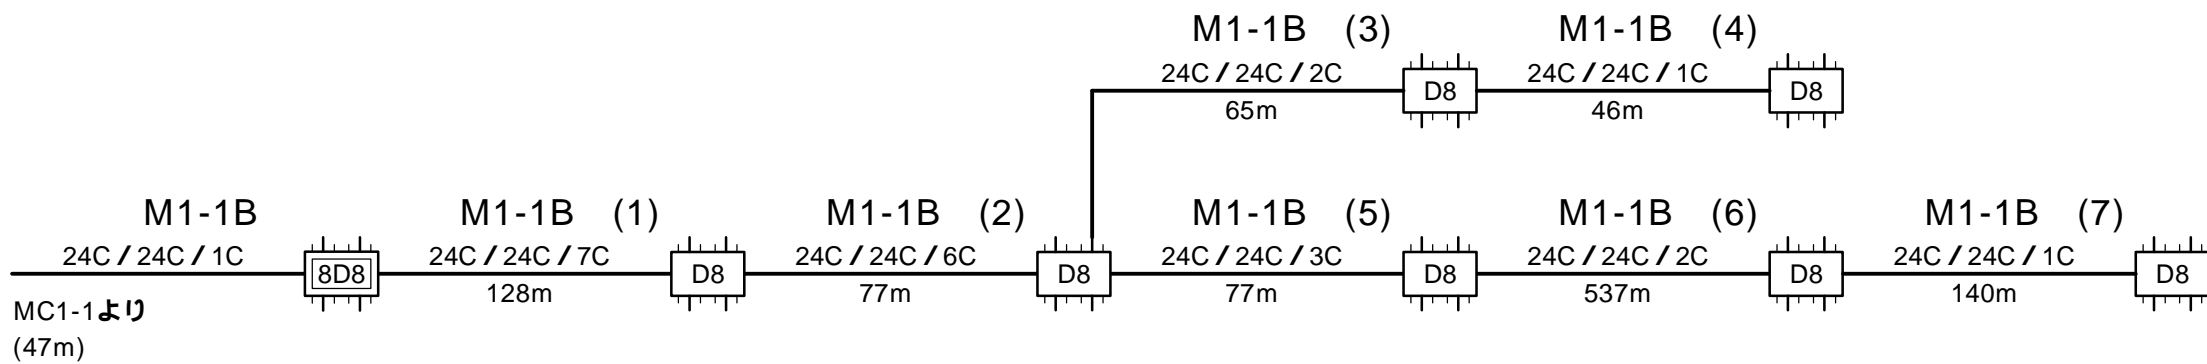 M1-1B (3)
24C / 24C / 2C
D8
65m
M1-1B (4)
24C / 24C / 1C
D8
46m
M1-1B
24C / 24C / 1C
8D8
MC1-1より
(47m)
M1-1B (1)
24C / 24C / 7C
D8
128m
M1-1B (2)
24C / 24C / 6C
D8
77m
M1-1B (5)
24C / 24C / 3C
D8
77m
M1-1B (6)
24C / 24C / 2C
D8
537m
M1-1B (7)
24C / 24C / 1C
D8
140m